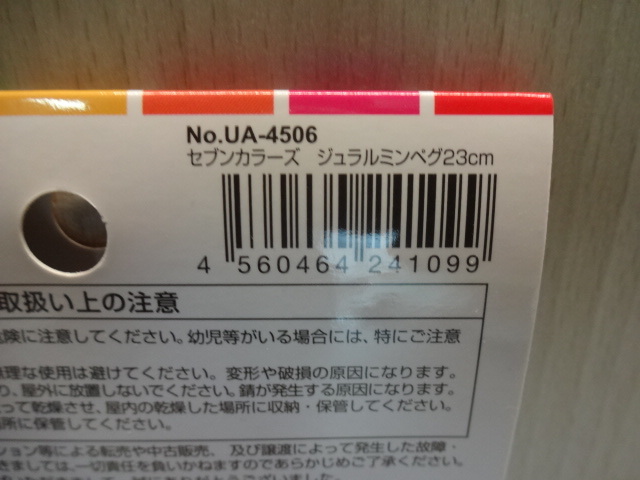 No.UA-4506
セブンカラーズ　ジュラルミンペグ23cm
4 560464 241099
取扱い上の注意
に注意してください。幼児等がいる場合には、特にご注意
な使用は避けてください。変形や破損の原因になります。
り、屋外に放置しないでください。錆が発生する原因になります。
って乾燥させ、屋内の乾燥した場所に収納・保管してください。
所に保管してください。
ション等による転売や中古販売、及び譲渡によって発生した故障・
きましては、一切責任を負いかねますのであらかじめご了承ください。